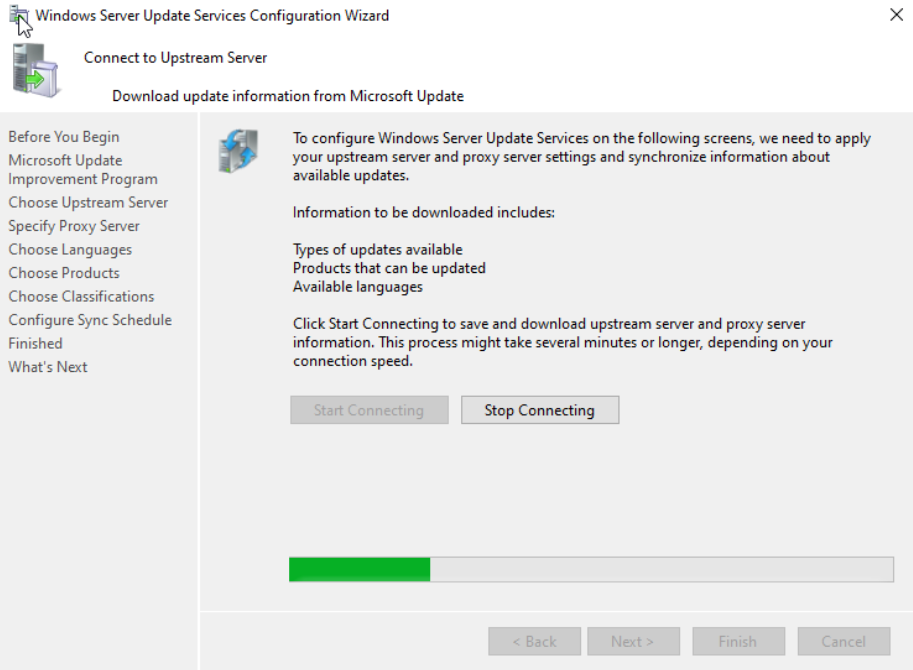 Windows Server Update Services Configuration Wizard
Connect to Upstream Server
Download update information from Microsoft Update
Before You Begin
Microsoft Update
Improvement Program
Choose Upstream Server
Specify Proxy Server
Choose Languages
Choose Products
Choose Classifications
Configure Sync Schedule
Finished
What's Next
To configure Windows Server Update Services on the following screens, we need to apply
your upstream server and proxy server settings and synchronize information about
available updates.
Information to be downloaded includes:
Types of updates available
Products that can be updated
Available languages
Click Start Connecting to save and download upstream server and proxy server
information. This process might take several minutes or longer, depending on your
connection speed.
Start Connecting
Stop Connecting
< Back
Next >
Finish
Cancel